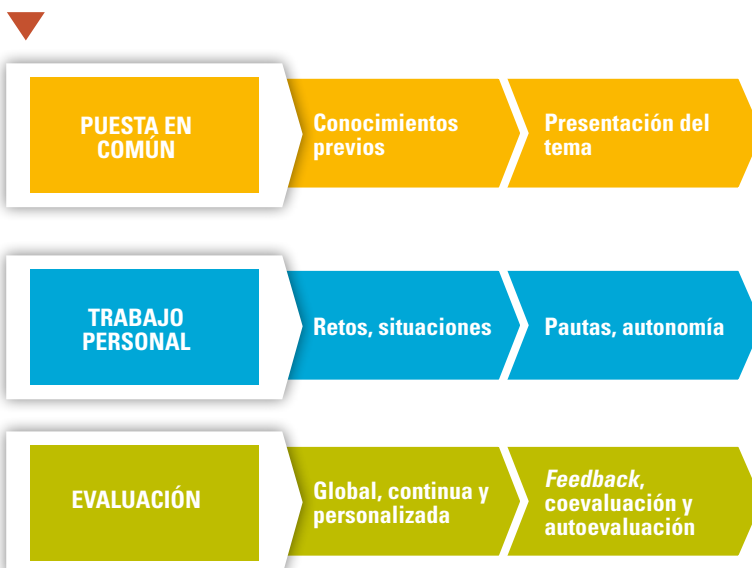 PUESTA EN
COMÚN
Conocimientos
previos
Presentación del
tema
TRABAJO
PERSONAL
Retos, situaciones
Pautas, autonomía
EVALUACIÓN
Global, continua y
personalizada
Feedback,
coevaluación y
autoevaluación